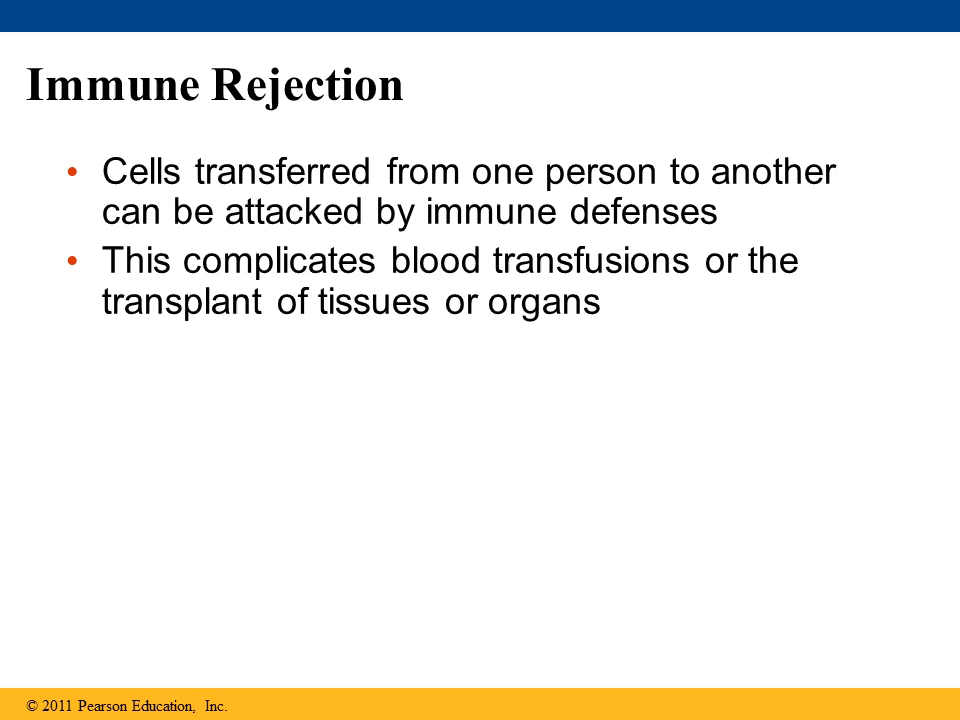 Immune Rejection
• Cells transferred from one person to another
can be attacked by immune defenses
• This complicates blood transfusions or the
transplant of tissues or organs
© 2011 Pearson Education, Inc.